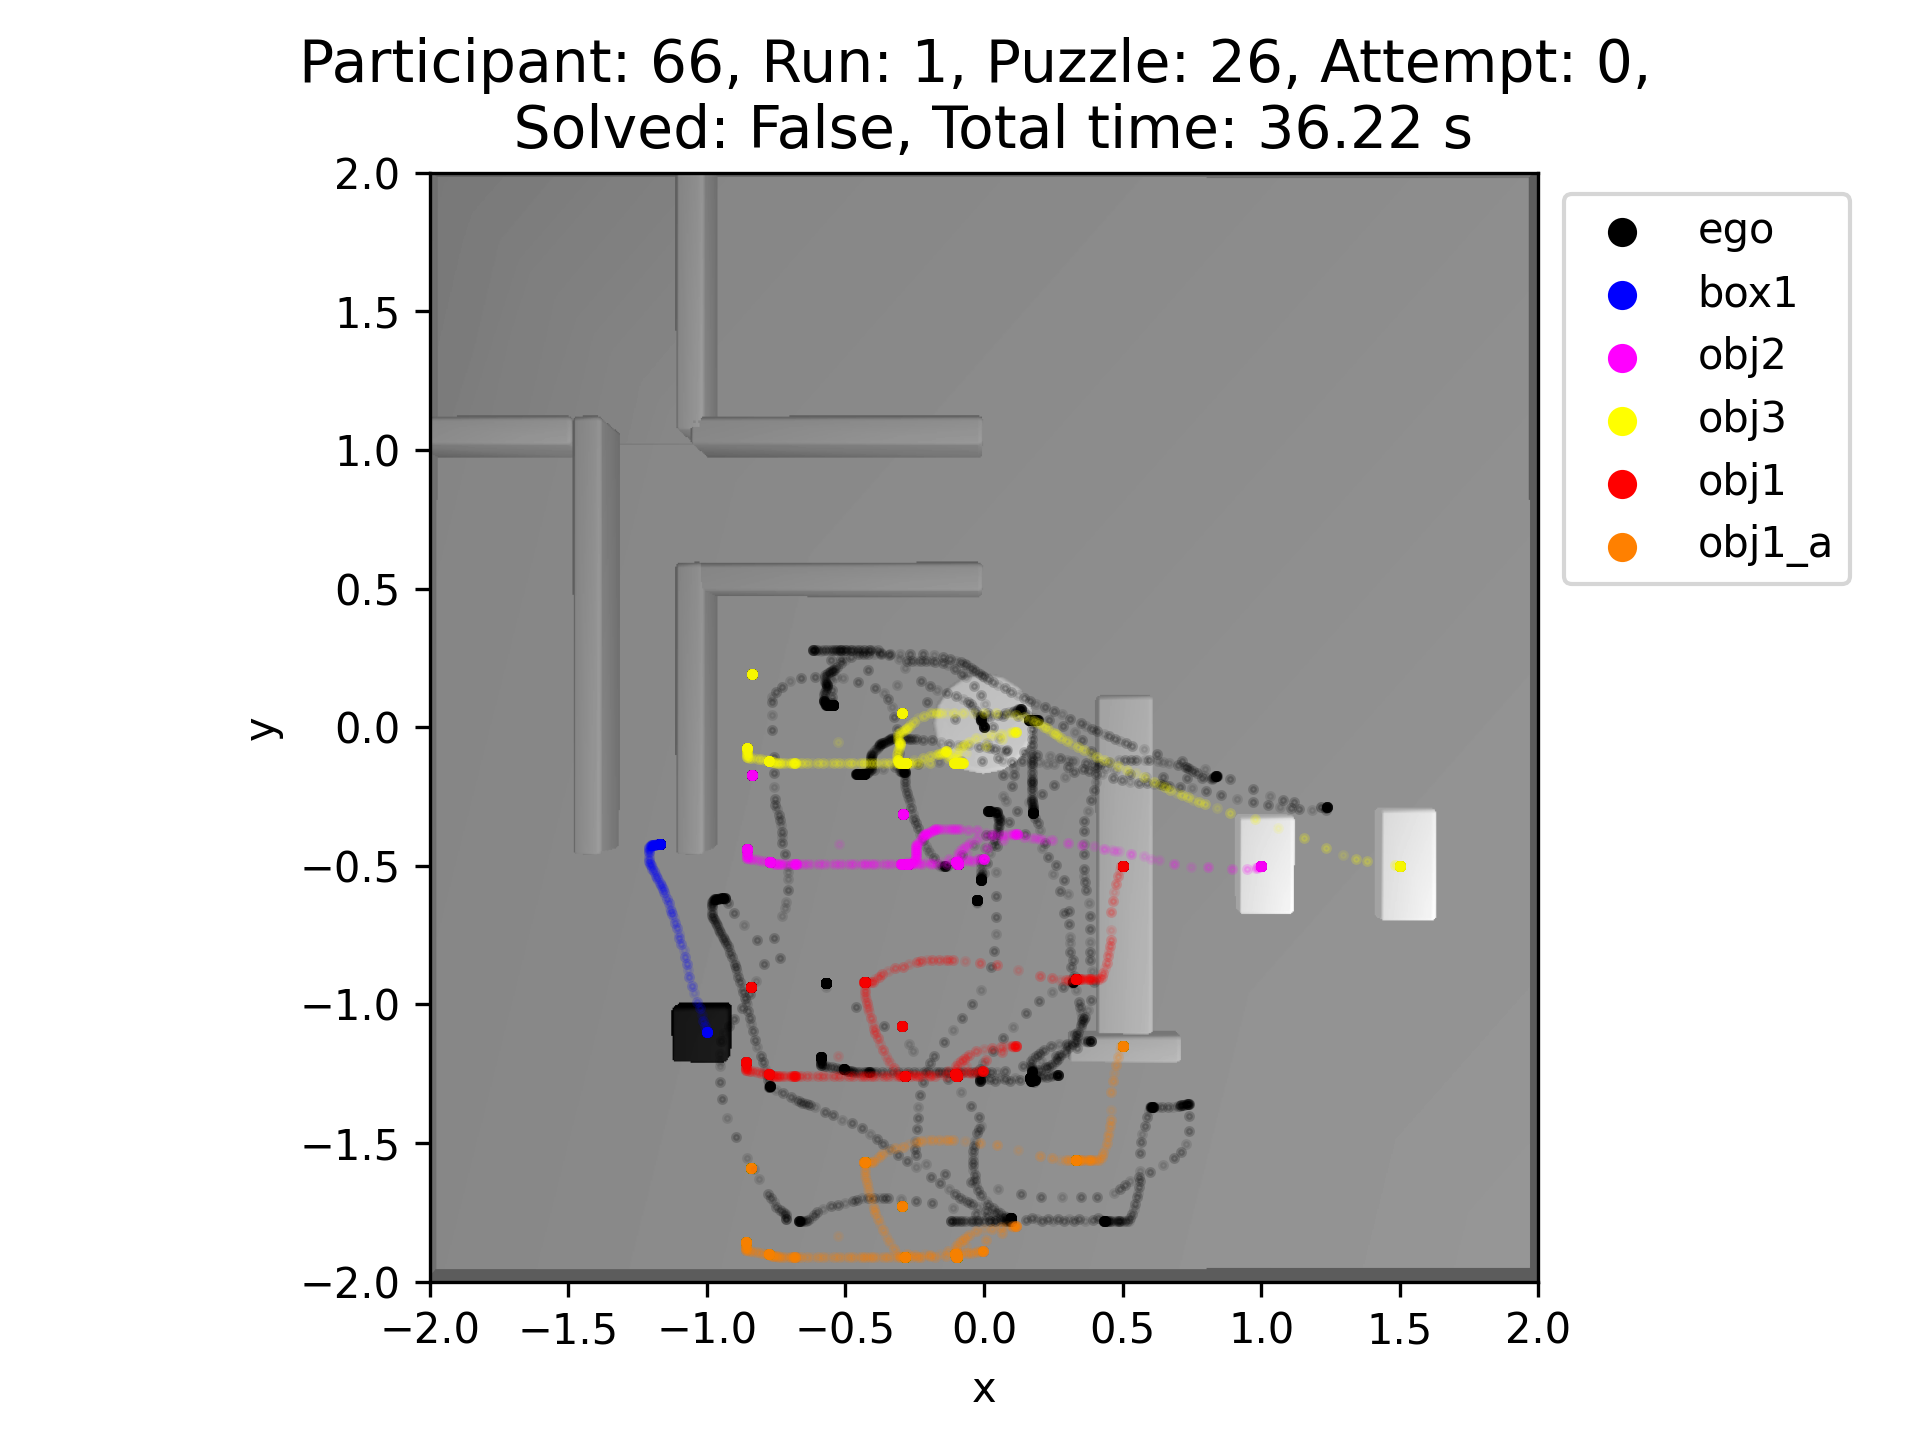 Participant: 66, Run: 1, Puzzle: 26, Attempt: 0,
Solved: False, Total time: 36.22 s
2.0
1.5
1.0
0.5
0.0
−0.5
−1.0
−1.5
−2.0
y
−2.0 −1.5 −1.0 −0.5 0.0 0.5 1.0 1.5 2.0
x
ego
box1
obj2
obj3
obj1
obj1_a